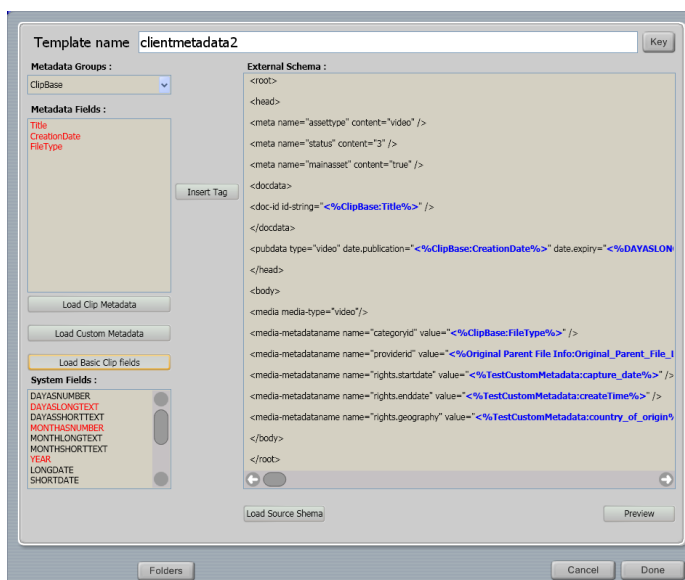 Template name clientmetadata2 Key
Metadata Groups :
ClipBase
Metadata Fields :
Title
CreationDate
FileType
Insert Tag
Load Clip Metadata
Load Custom Metadata
Load Basic Clip fields
System Fields :
DAYASNUMBER
DAYASLONGTEXT
DAYASSHORTTEXT
MONTHASNUMBER
MONTHLONGTEXT
MONTHSHORTTEXT
YEAR
LONGDATE
SHORTDATE
External Schema :
<root>
<head>
<meta name="assettype" content="video" />
<meta name="status" content="3" />
<meta name="mainasset" content="true" />
<docdata>
<doc-id id-string="<%ClipBase:Title%>" />
</docdata>
<pubdata type="video" date.publication="<%ClipBase:CreationDate%>" date.expiry="<%DAYASLON
</head>
<body>
<media media-type="video"/>
<media-metadataname name="categoryid" value="<%ClipBase:FileType%>" />
<media-metadataname name="providerid" value="<%Original Parent File Info:Original_Parent_File_I
<media-metadataname name="rights.startdate" value="<%TestCustomMetadata:capture_date%>" />
<media-metadataname name="rights.enddate" value="<%TestCustomMetadata:createTime%>" />
<media-metadataname name="rights.geography" value="<%TestCustomMetadata:country_of_origin%
</body>
</root>
Load Source Shema
Preview
Folders
Cancel
Done